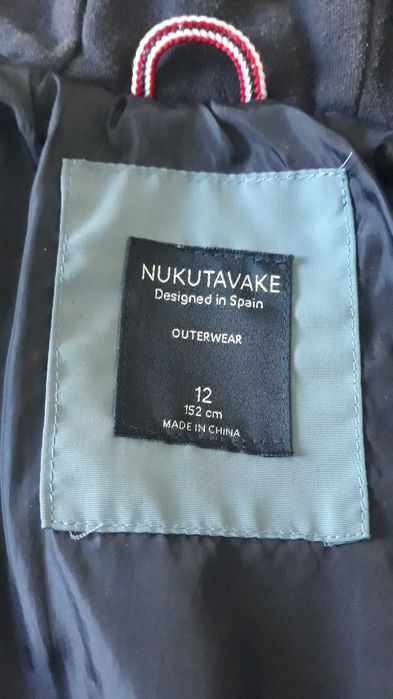 NUKUTAVAKE
Designed in Spain
OUTERWEAR
12
152 cm
MADE IN CHINA